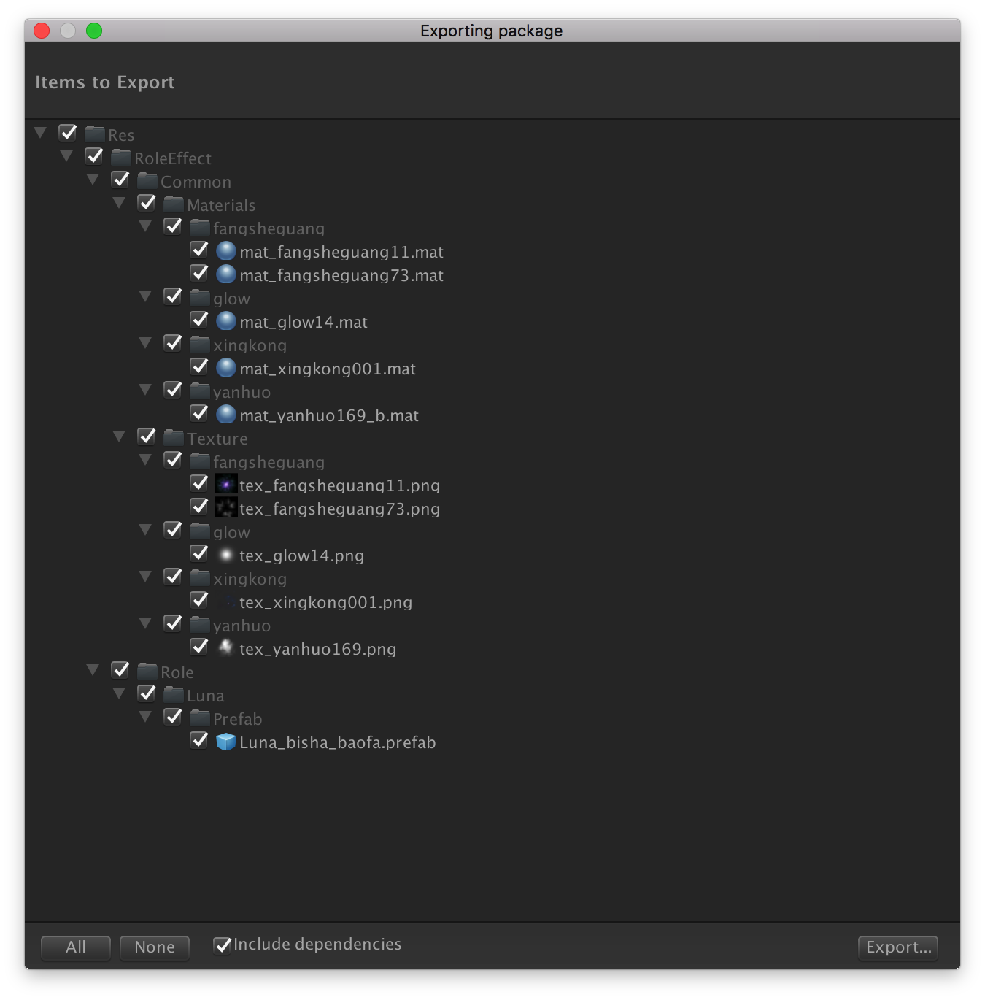 Exporting package
Items to Export
Res
RoleEffect
Common
Materials
fangsheguang
mat_fangsheguang11.mat
mat_fangsheguang73.mat
glow
mat_glow14.mat
xingkong
mat_xingkong001.mat
yanhuo
mat_yanhuo169_b.mat
Texture
fangsheguang
tex_fangsheguang11.png
tex_fangsheguang73.png
glow
tex_glow14.png
xingkong
tex_xingkong001.png
yanhuo
tex_yanhuo169.png
Role
Luna
Prefab
Luna_bisha_baofa.prefab
All None Include dependencies Export...